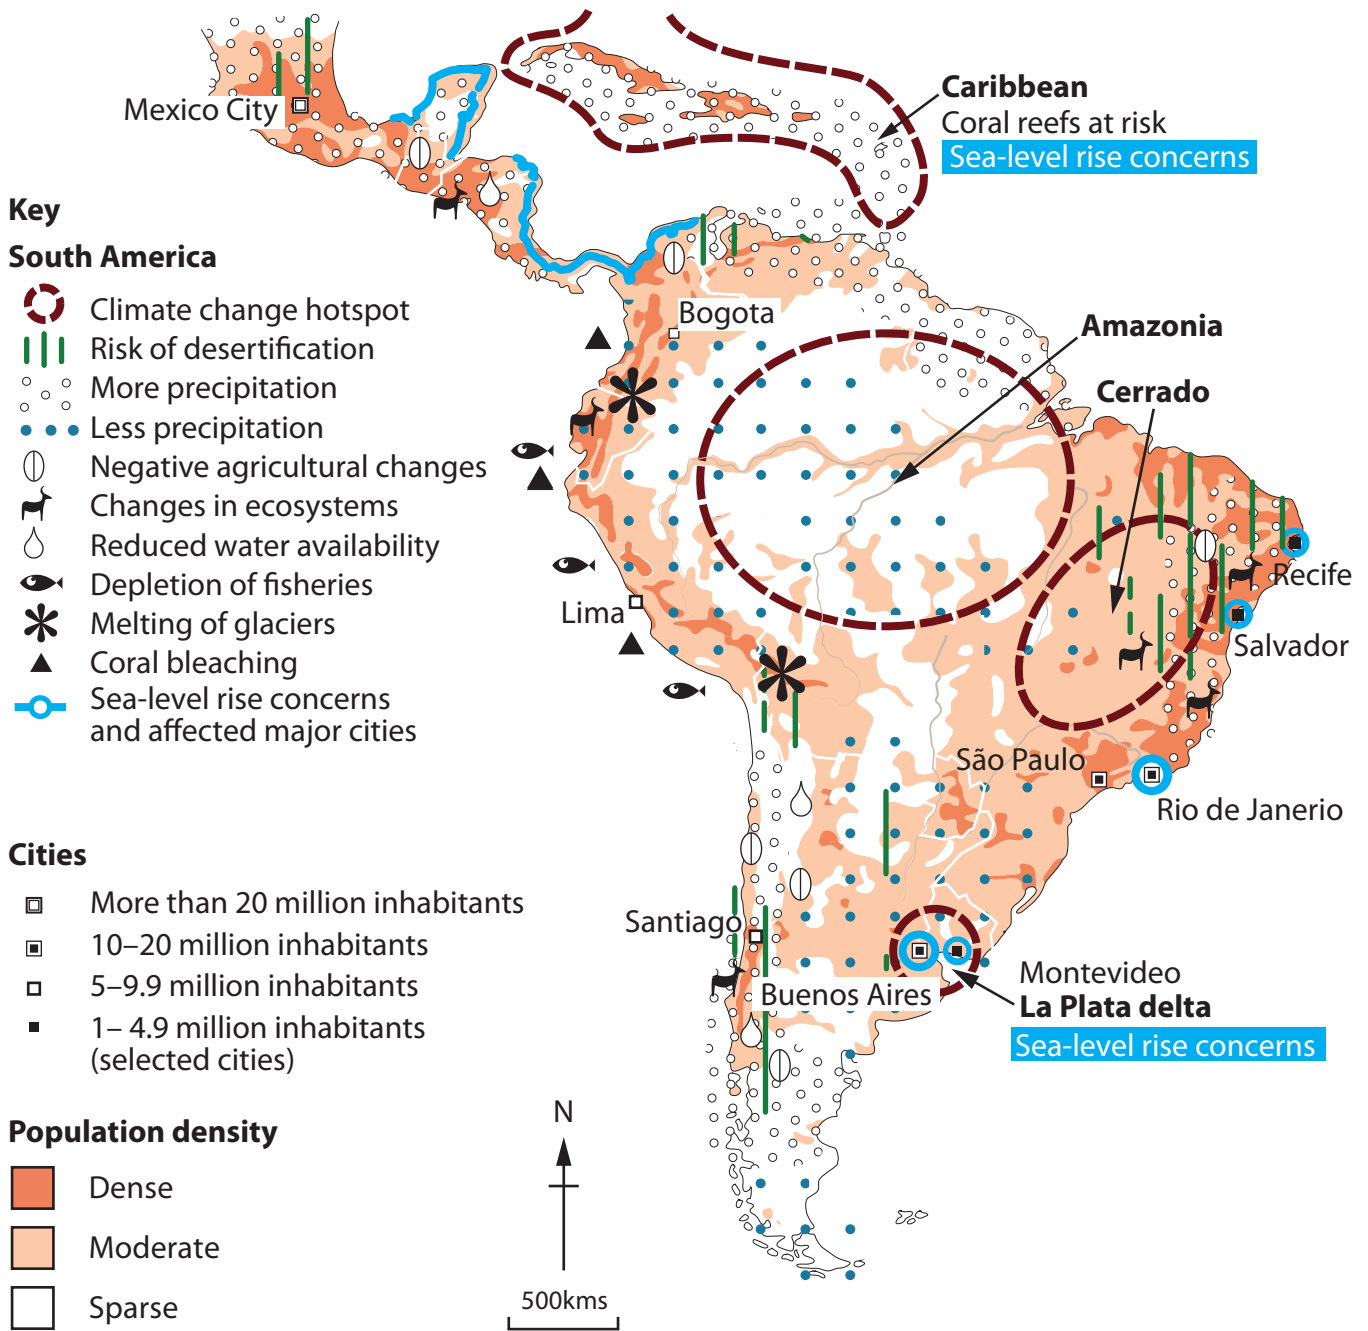 Mexico City
Caribbean
Coral reefs at risk
Sea-level rise concerns
Key
South America
Climate change hotspot
Risk of desertification
More precipitation
Less precipitation
Negative agricultural changes
Changes in ecosystems
Reduced water availability
Depletion of fisheries
Melting of glaciers
Coral bleaching
Sea-level rise concerns
and affected major cities
Bogota
Amazonia
Cerrado
Lima
Recife
Salvador
São Paulo
Rio de Janerio
Santiago
Buenos Aires
Montevideo
La Plata delta
Sea-level rise concerns
Cities
More than 20 million inhabitants
10–20 million inhabitants
5–9.9 million inhabitants
1– 4.9 million inhabitants
(selected cities)
Population density
Dense
Moderate
Sparse
N
500kms